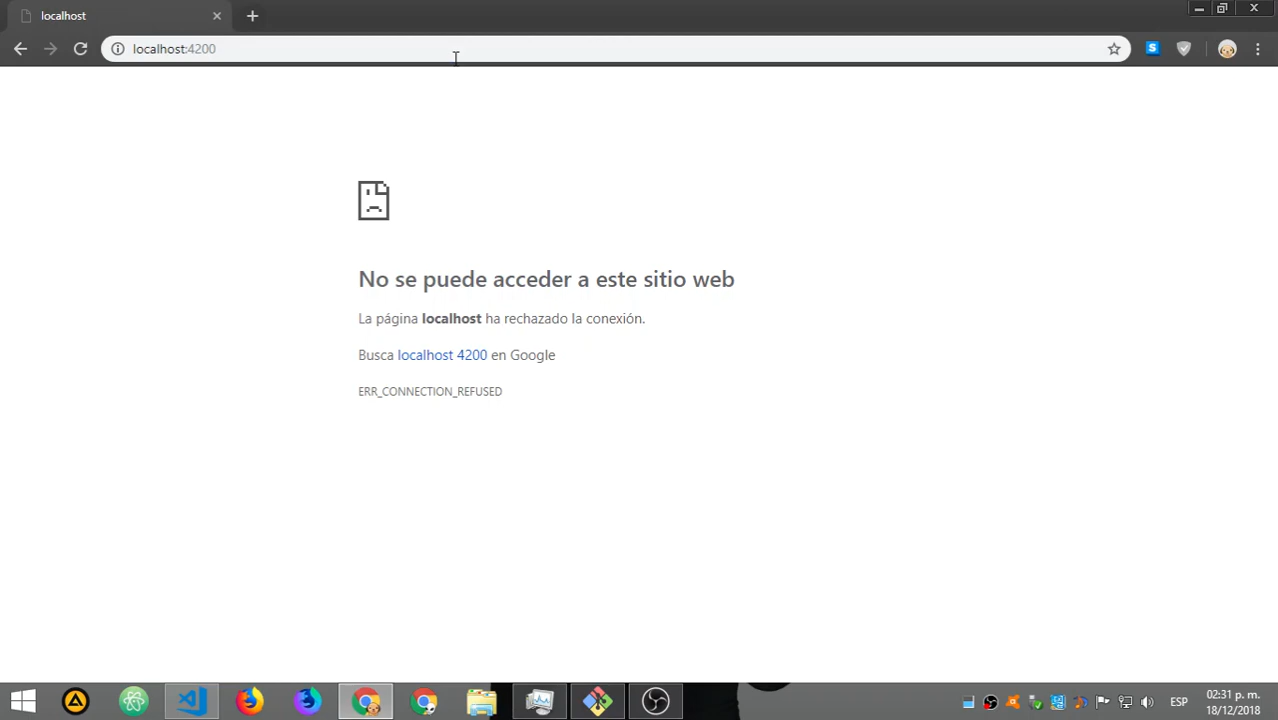 localhost
localhost:4200
No se puede acceder a este sitio web
La página localhost ha rechazado la conexión.
Busca localhost 4200 en Google
ERR_CONNECTION_REFUSED
ESP
02:31 p. m.
18/12/2018